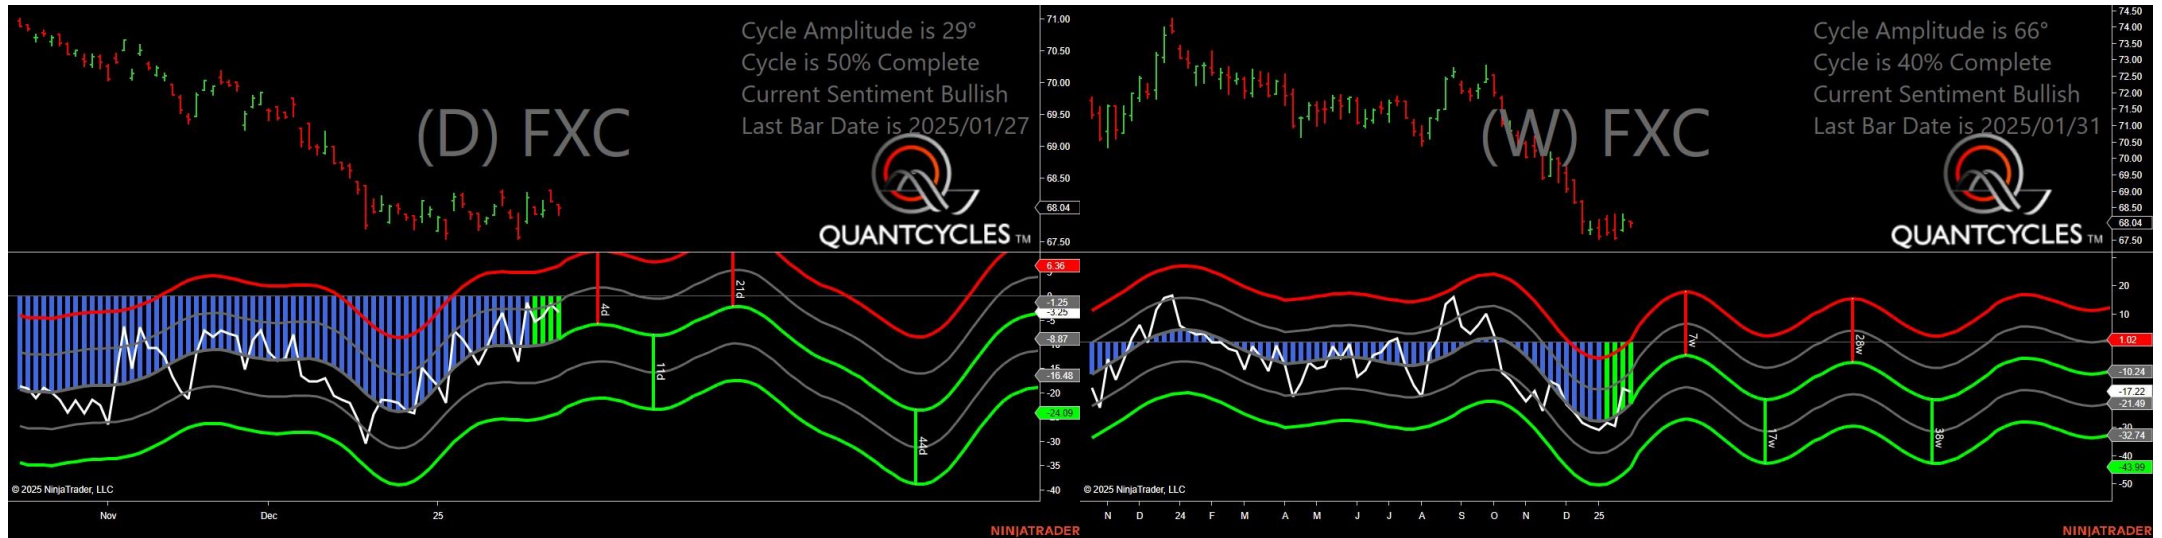 Cycle Amplitude is 29°
Cycle is 50% Complete
Current Sentiment Bullish
Last Bar Date is 2025/01/27
(D) FXC
QUANTCYCLES TM
71.00
70.50
70.00
69.50
69.00
68.50
68.04
67.50
6.36
0
-1.25
-3.25
-5
-8.87
-15
-16.48
-20
-24.09
-30
-35
-40
4d
11d
21d
44d
© 2025 NinjaTrader, LLC
Nov
Dec
25
NINJATRADER
Cycle Amplitude is 66°
Cycle is 40% Complete
Current Sentiment Bullish
Last Bar Date is 2025/01/31
(W) FXC
QUANTCYCLES TM
74.50
74.00
73.50
73.00
72.50
72.00
71.50
71.00
70.50
70.00
69.50
69.00
68.50
68.04
67.50
20
10
1.02
-10.24
-17.22
-21.49
-30
-32.74
-40
-43.99
-50
7w
17w
28w
38w
© 2025 NinjaTrader, LLC
N D 24 F M A M J J A S O N D 25
NINJATRADER